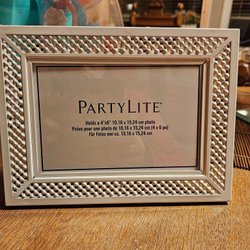 PARTYLITE
Holds a 4"x6" 10,16 x 15,24 cm photo
Prévu pour une photo de 10,16 x 15,24 cm (4 x 6 po)
Für Fotos von ca. 10,16 x 15,24 cm